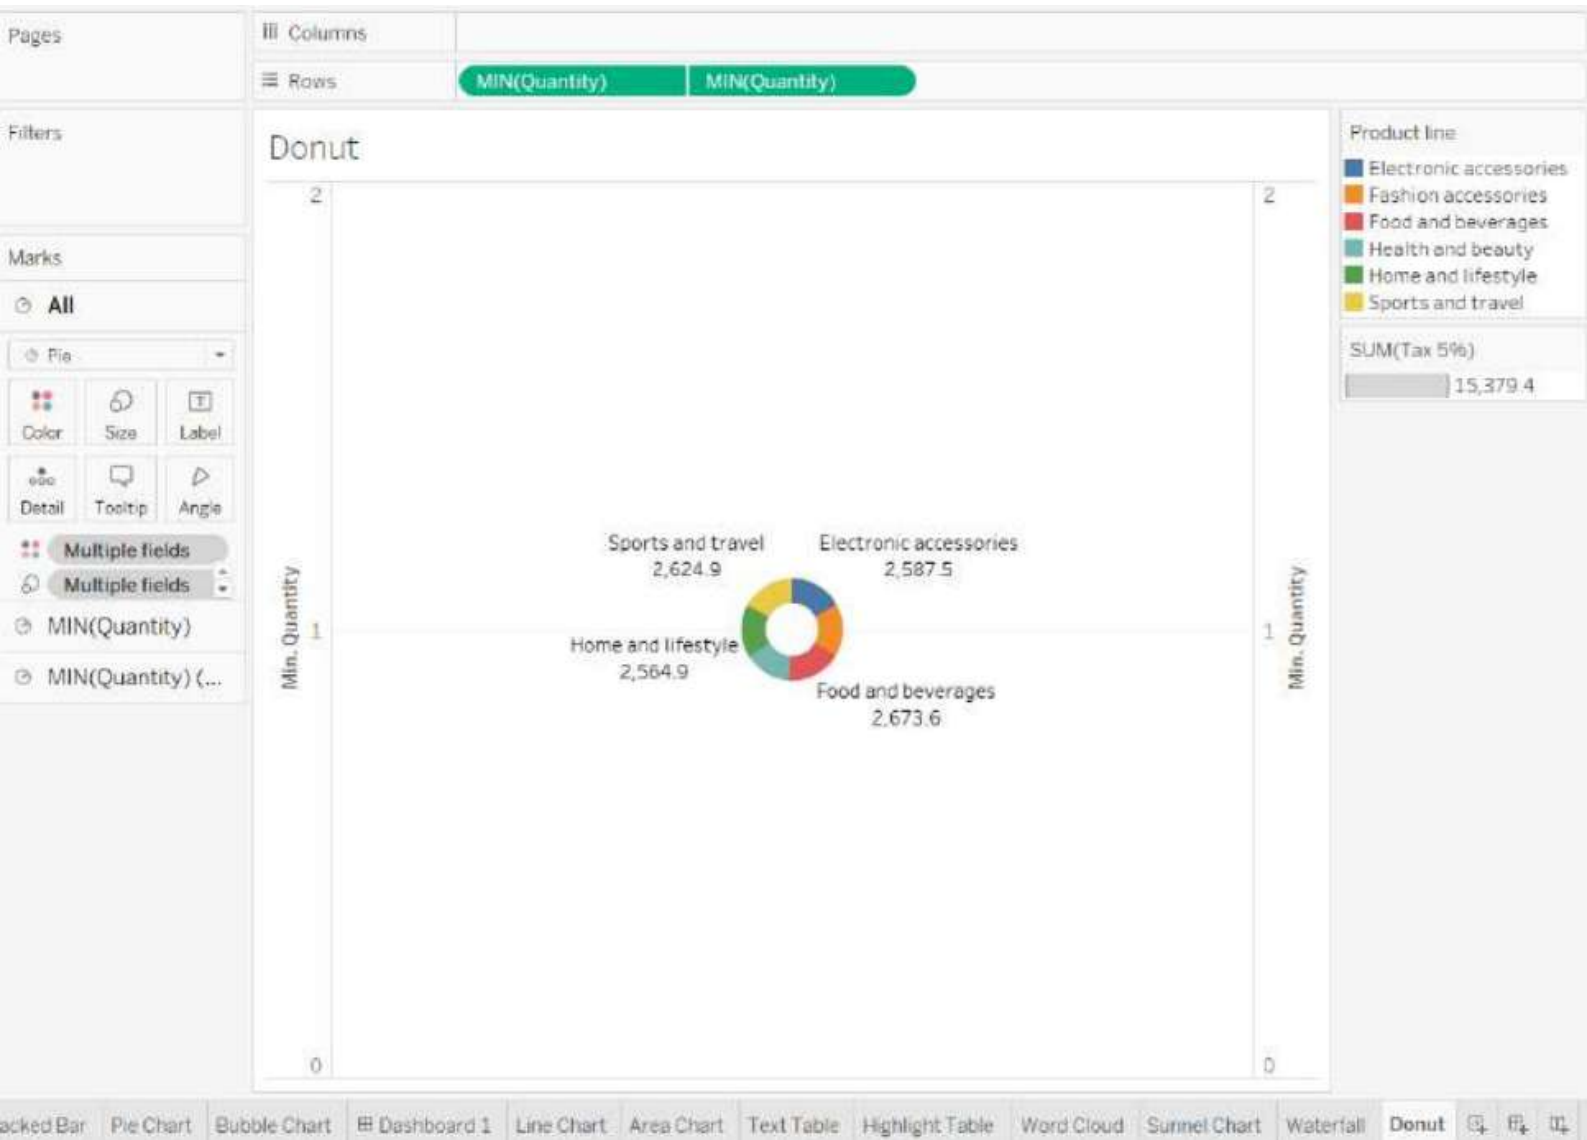 Pages
Columns
Rows
MIN(Quantity)
MIN(Quantity)
Filters
Marks
All
Pie
Color
Size
Label
Detail
Tooltip
Angle
Multiple fields
Multiple fields
MIN(Quantity)
MIN(Quantity) (...
Donut
2
1
0
Min. Quantity
Sports and travel
2,624.9
Electronic accessories
2,587.5
Home and lifestyle
2,564.9
Food and beverages
2,673.6
2
1
0
Min. Quantity
Product line
Electronic accessories
Fashion accessories
Food and beverages
Health and beauty
Home and lifestyle
Sports and travel
SUM(Tax 5%)
15,379.4
acked Bar
Pie Chart
Bubble Chart
Dashboard 1
Line Chart
Area Chart
Text Table
Highlight Table
Word Cloud
Sunnel Chart
Waterfall
Donut